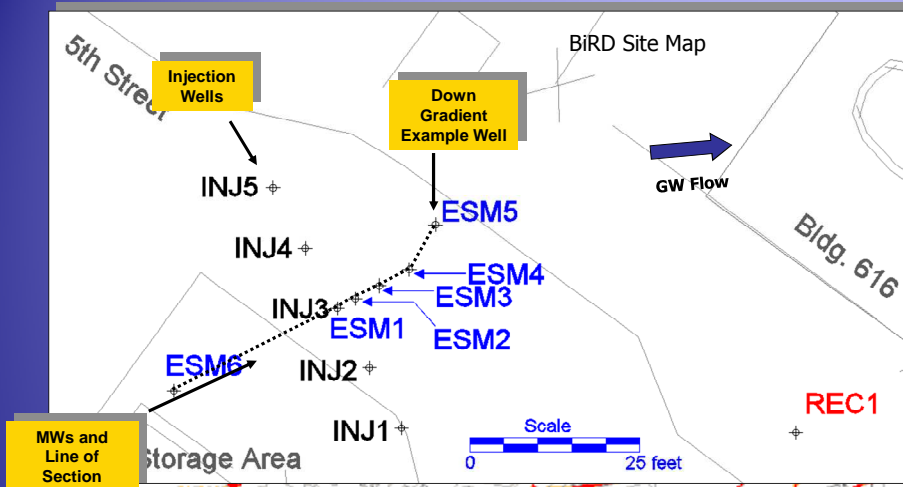 BiRD Site Map
5th Street
Injection
Wells
Down
Gradient
Example Well
GW Flow
INJ5
ESM5
INJ4
Bldg. 616
ESM4
ESM3
INJ3
ESM1
ESM2
ESM6
INJ2
REC1
INJ1
Scale
0
25 feet
MWs and
Line of
Section
Storage Area